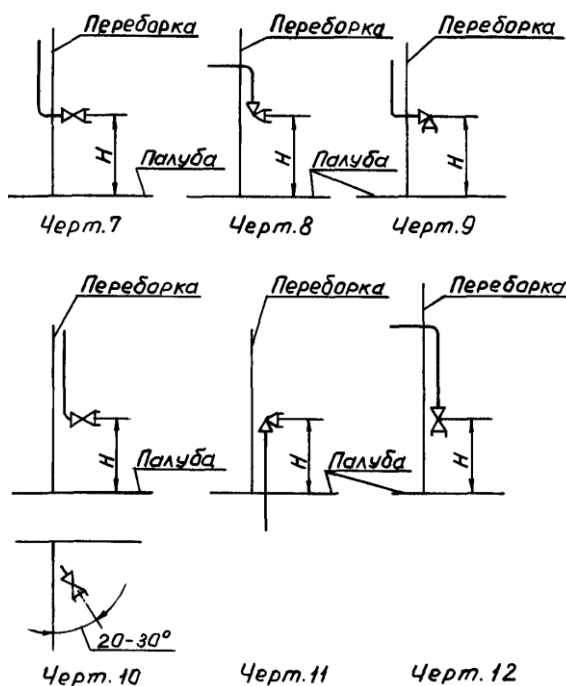 Переборка Переборка Переборка
H H H
Палуба Палуба
Черт.7 Черт.8 Черт.9
Переборка Переборка Переборка
H H H
Палуба Палуба
20-30°
Черт.10 Черт.11 Черт.12